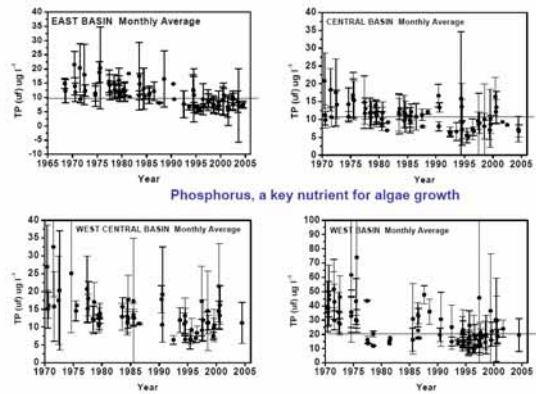 EAST BASIN Monthly Average
TP (uf) ug l⁻¹
40
35
30
25
20
15
10
5
0
-5
-10
1965 1970 1975 1980 1985 1990 1995 2000 2005
Year
CENTRAL BASIN Monthly Average
TP (uf) ug l⁻¹
40
35
30
25
20
15
10
5
0
1970 1975 1980 1985 1990 1995 2000 2005
Year
Phosphorus, a key nutrient for algae growth
WEST CENTRAL BASIN Monthly Average
TP (uf) ug l⁻¹
40
35
30
25
20
15
10
5
0
1970 1975 1980 1985 1990 1995 2000 2005
Year
WEST BASIN Monthly Average
TP (uf) ug l⁻¹
100
90
80
70
60
50
40
30
20
10
0
1970 1975 1980 1985 1990 1995 2000 2005
Year